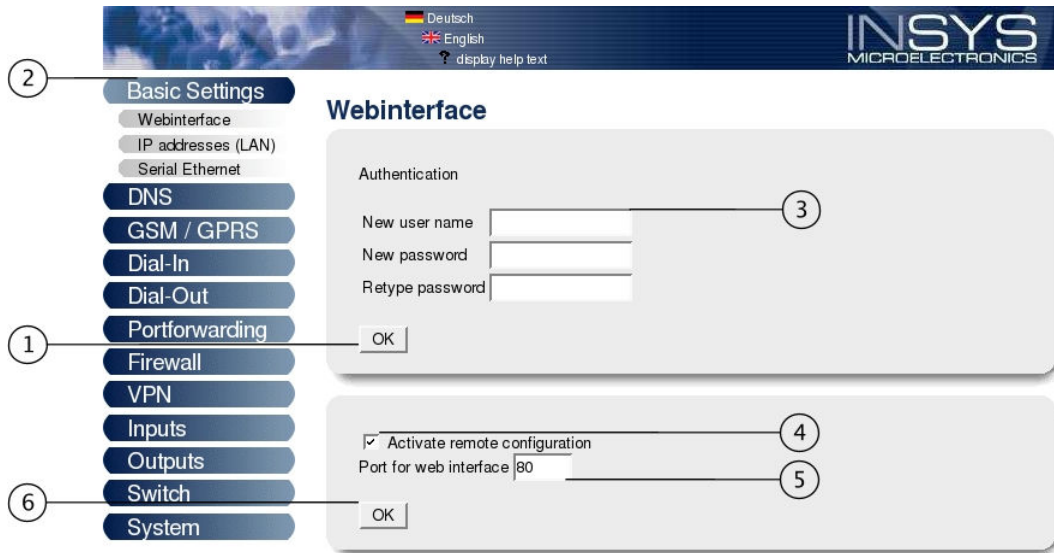 Deutsch
English
? display help text
INSYS
MICROELECTRONICS
2
Basic Settings
Webinterface
IP addresses (LAN)
Serial Ethernet
DNS
GSM / GPRS
Dial-In
Dial-Out
Portforwarding
Firewall
VPN
Inputs
Outputs
Switch
System
1
6
Webinterface
Authentication
New user name
3
New password
Retype password
OK
Activate remote configuration
4
Port for web interface 80
5
OK